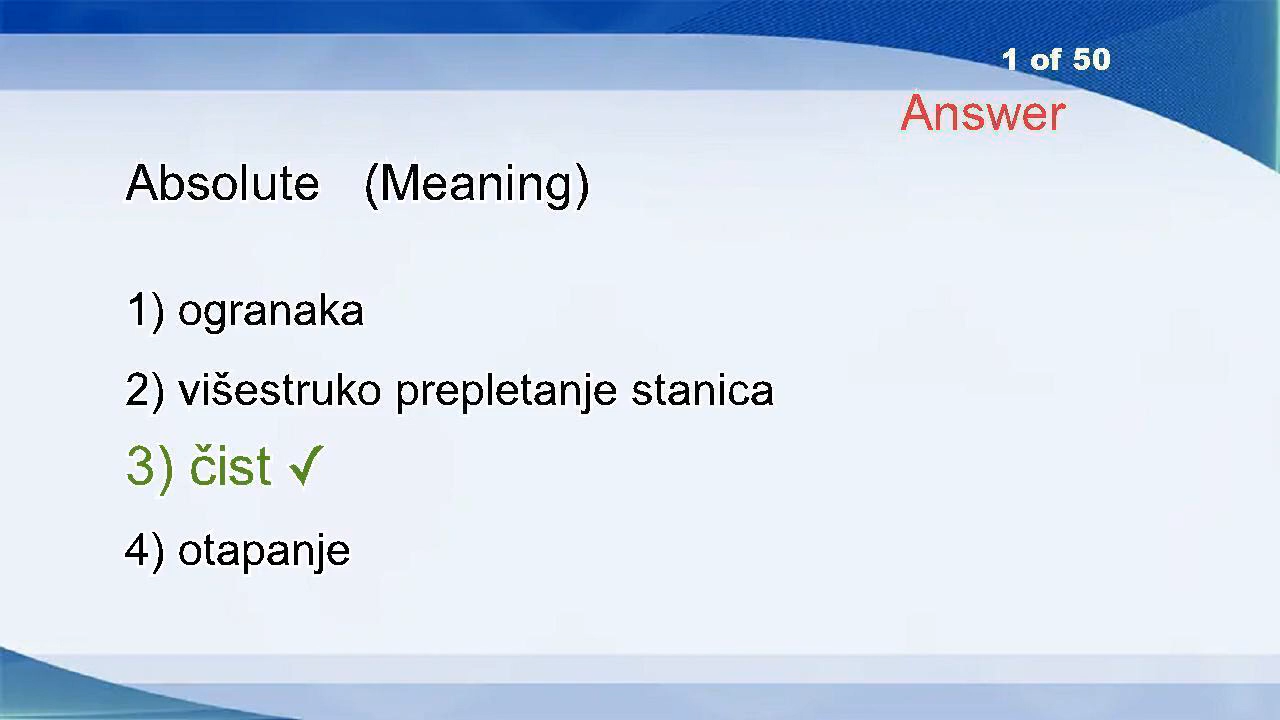 1 of 50
Answer
Absolute (Meaning)
1) ogranaka
2) višestruko prepletanje stanica
3) čist ✓
4) otapanje